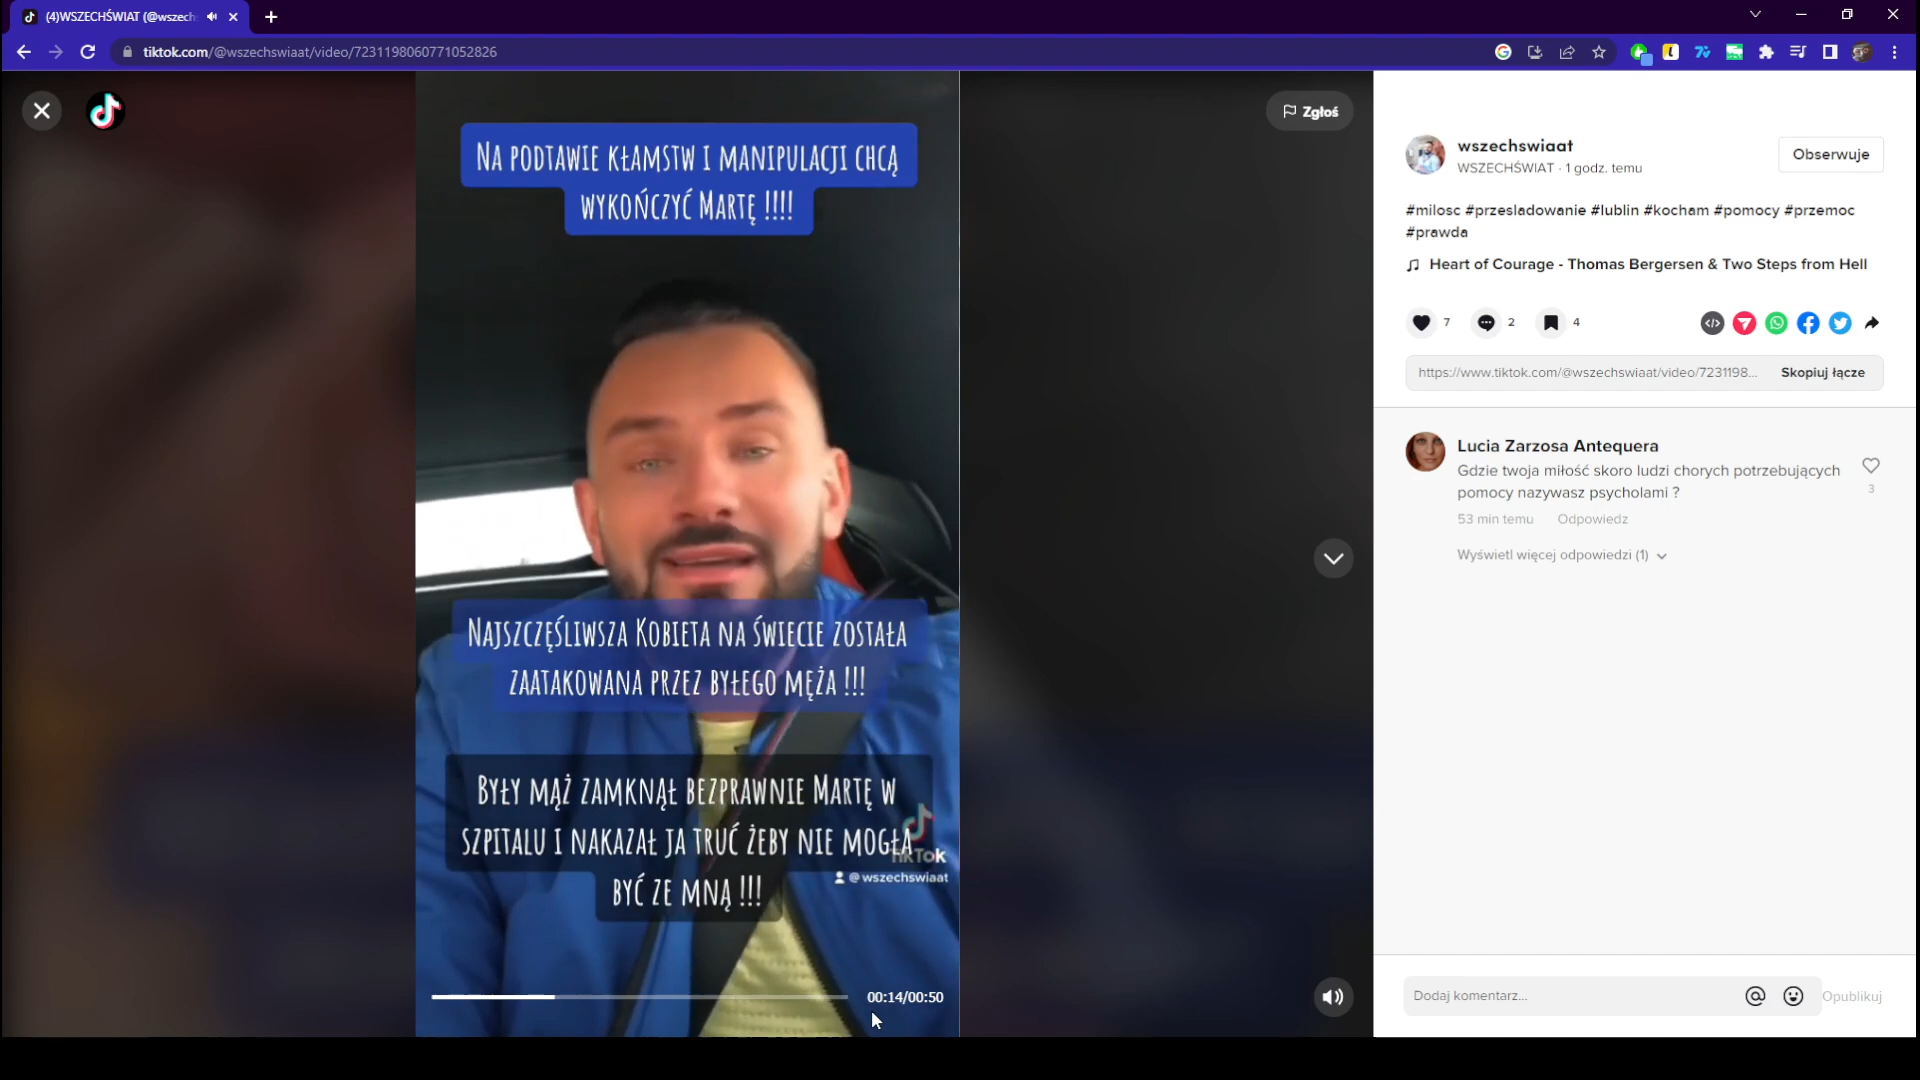 (4)WSZECHŚWIAT (@wszech
tiktok.com/@wszechswiaat/video/7231198060771052826
Zgłoś
NA PODTAWIE KŁAMSTW I MANIPULACJI CHCĄ
WYKOŃCZYĆ MARTĘ !!!!
NAJSZCZĘŚLIWSZA KOBIETA NA ŚWIECIE ZOSTAŁA
ZAATAKOWANA PRZEZ BYŁEGO MĘŻA !!!
BYŁY MĄŻ ZAMKNĄŁ BEZPRAWNIE MARTĘ W
SZPITALU I NAKAZAŁ JA TRUĆ ŻEBY NIE MOGŁA
BYĆ ZE MNĄ !!!
TikTok
@wszechswiaat
00:14/00:50
wszechswiaat
WSZECHŚWIAT · 1 godz. temu
Obserwuje
#milosc #przesladowanie #lublin #kocham #pomocy #przemoc
#prawda
Heart of Courage - Thomas Bergersen & Two Steps from Hell
7
2
4
https://www.tiktok.com/@wszechswiaat/video/7231198...
Skopiuj łącze
Lucia Zarzosa Antequera
Gdzie twoja miłość skoro ludzi chorych potrzebujących
pomocy nazywasz psycholami ?
3
53 min temu Odpowiedz
Wyświetl więcej odpowiedzi (1)
Dodaj komentarz...
Opublikuj